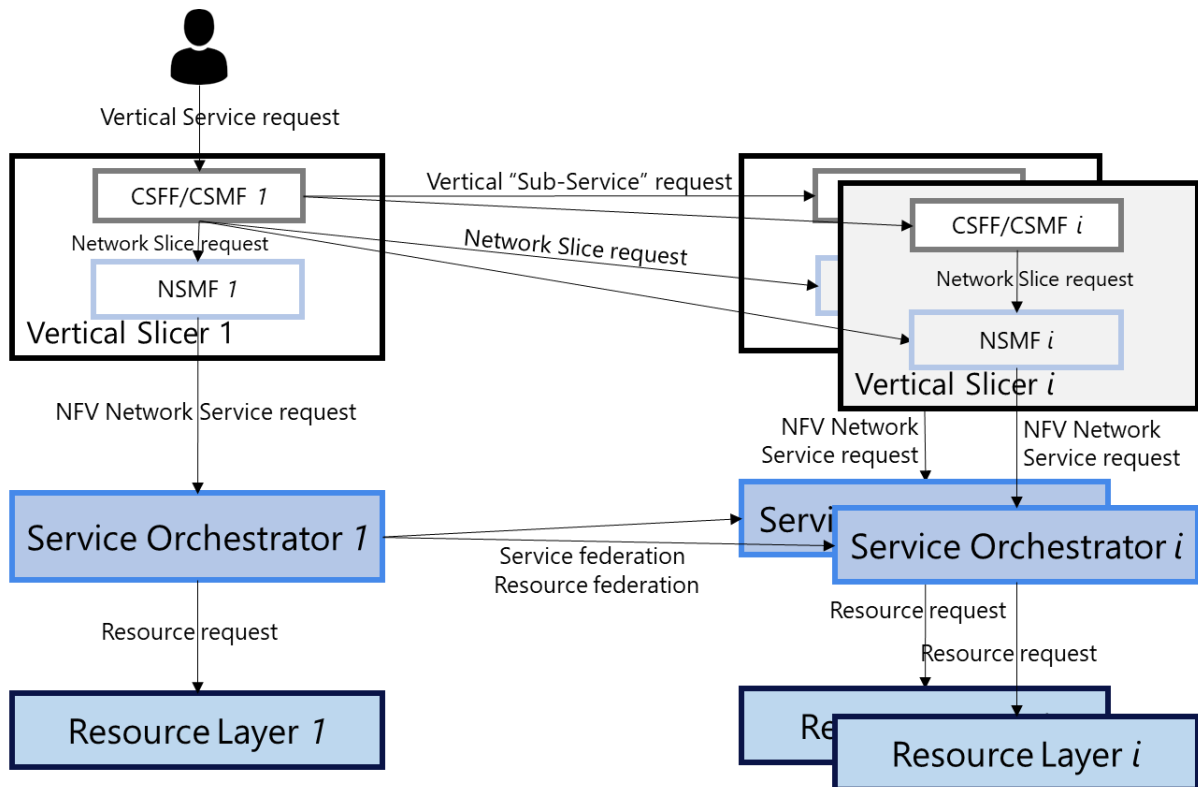 Vertical Service request
CSFF/CSMF 1
Network Slice request
NSMF 1
Vertical Slicer 1
Vertical “Sub-Service” request
Network Slice request
CSFF/CSMF i
Network Slice request
NSMF i
Vertical Slicer i
NFV Network Service request
NFV Network
Service request
NFV Network
Service request
Service Orchestrator 1
Service federation
Resource federation
Service Orchestrator i
Resource request
Resource request
Resource request
Resource Layer 1
Resource Layer i